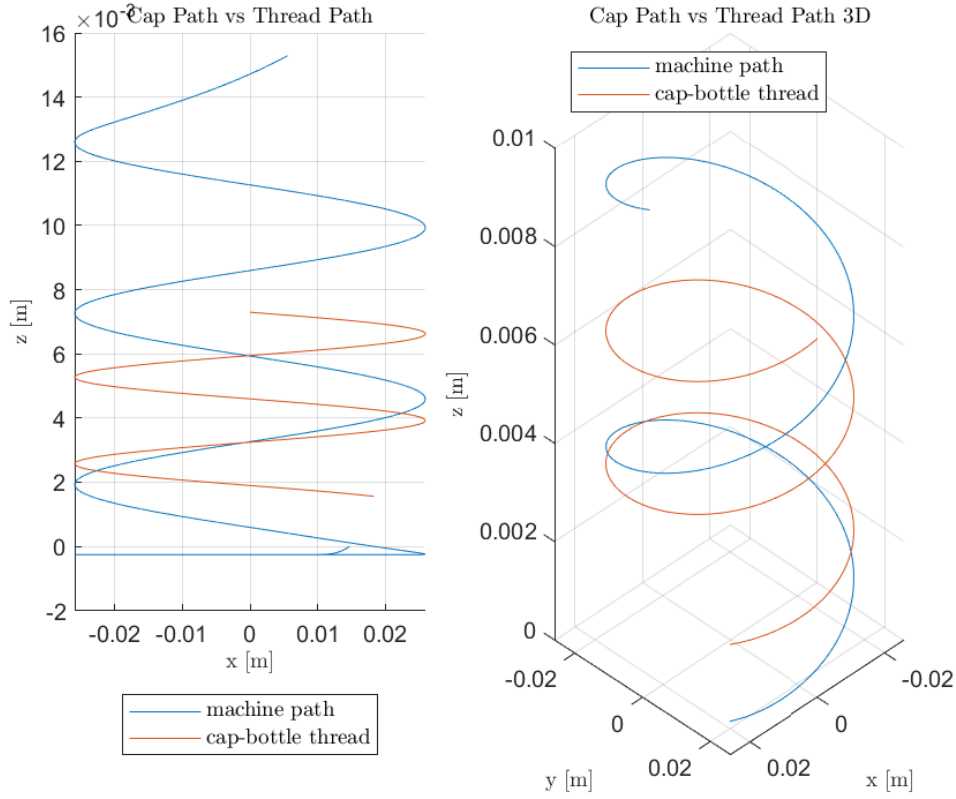 ×10⁻³
Cap Path vs Thread Path
16
14
12
10
8
6
4
2
0
-2
z [m]
-0.02
-0.01
0
0.01
0.02
x [m]
machine path
cap-bottle thread
Cap Path vs Thread Path 3D
machine path
cap-bottle thread
0.01
0.008
0.006
0.004
0.002
0
z [m]
-0.02
0
0.02
y [m]
-0.02
0
0.02
x [m]